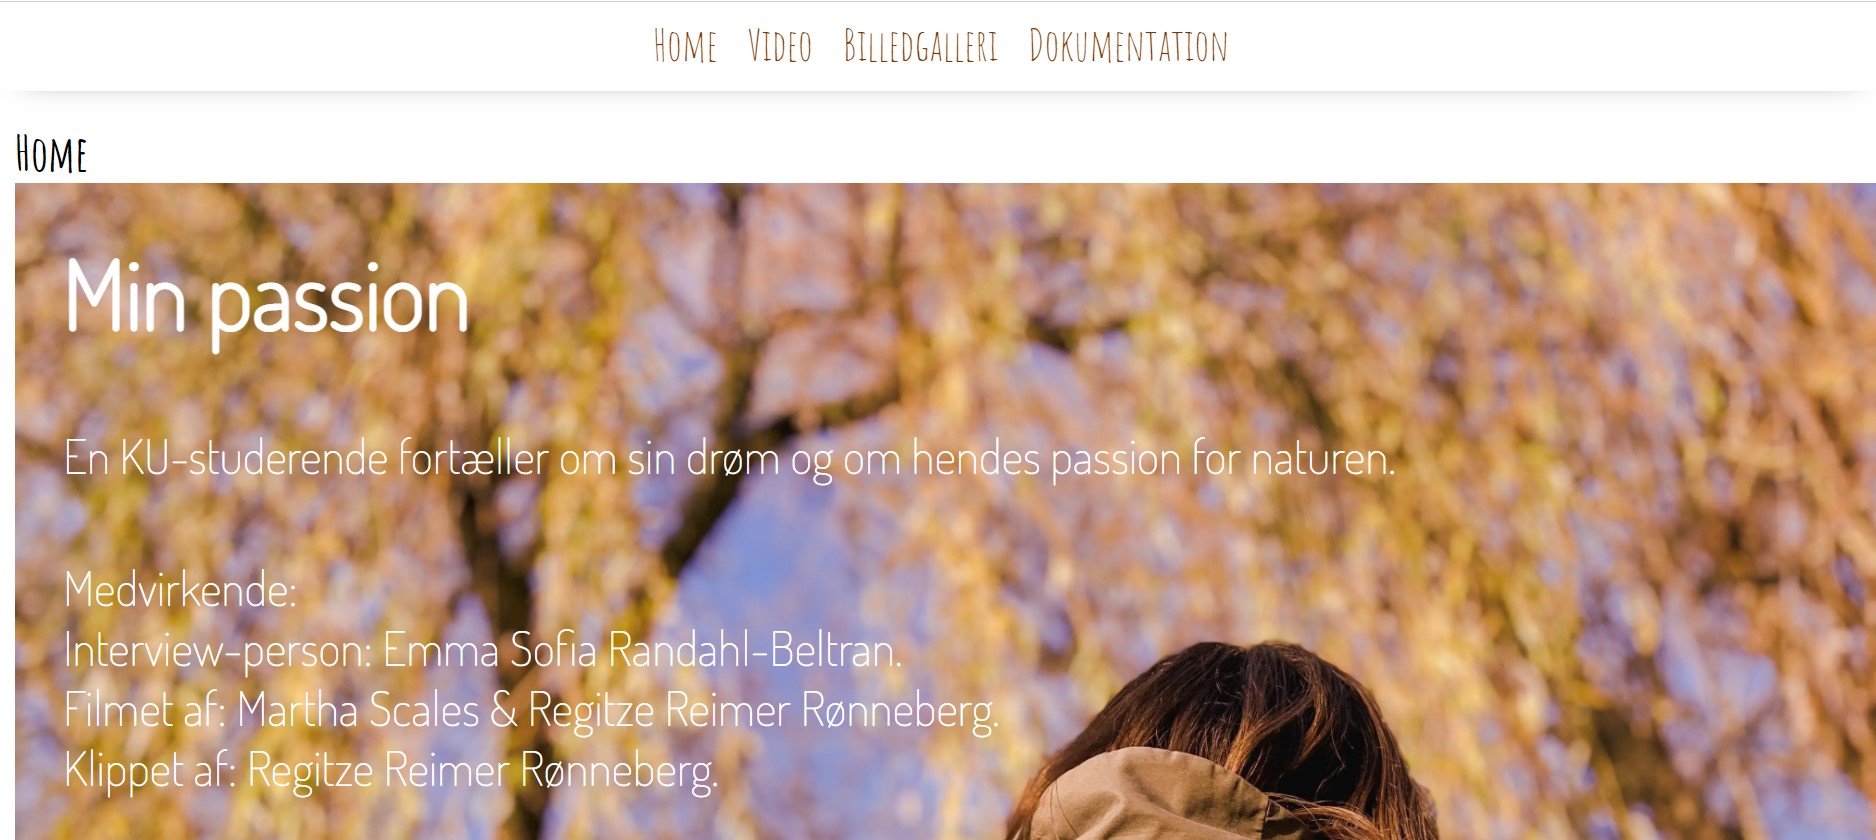 Home Video Billedgalleri Dokumentation
Home
Min passion
En KU-studerende fortæller om sin drøm og om hendes passion for naturen.
Medvirkende:
Interview-person: Emma Sofia Randahl-Beltran.
Filmet af: Martha Scales & Regitze Reimer Rønneberg.
Klippet af: Regitze Reimer Rønneberg.